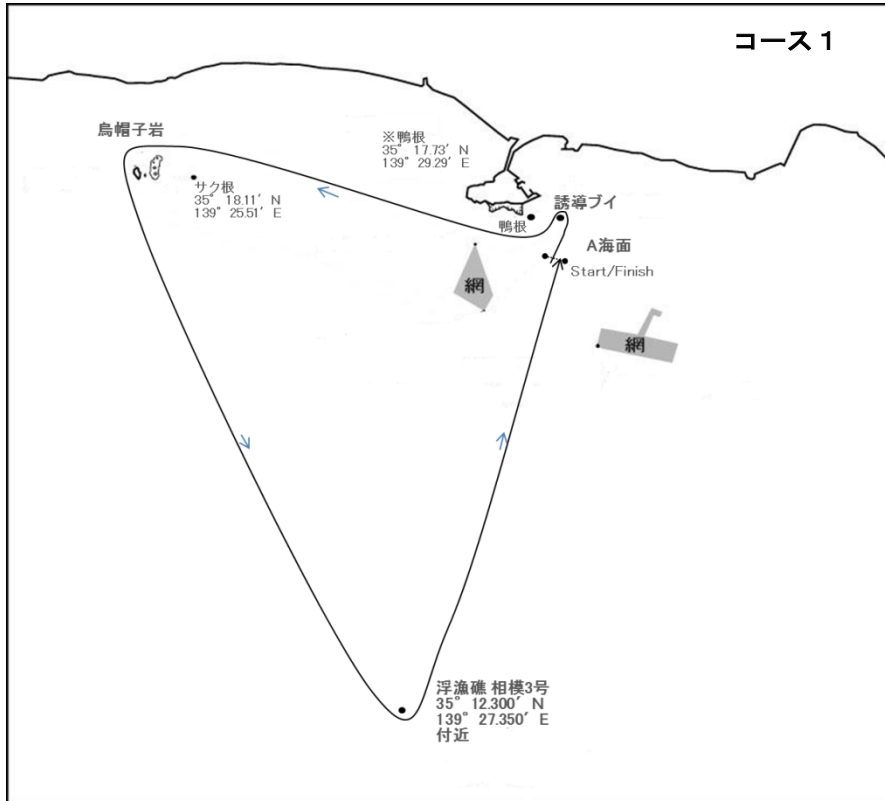 コース 1
烏帽子岩
※鴨根
35° 17.73′ N
139° 29.29′ E
サク根
35° 18.11′ N
139° 25.51′ E
鴨根
誘導ブイ
A海面
Start/Finish
網
網
浮漁礁 相模3号
35° 12.300′ N
139° 27.350′ E
付近